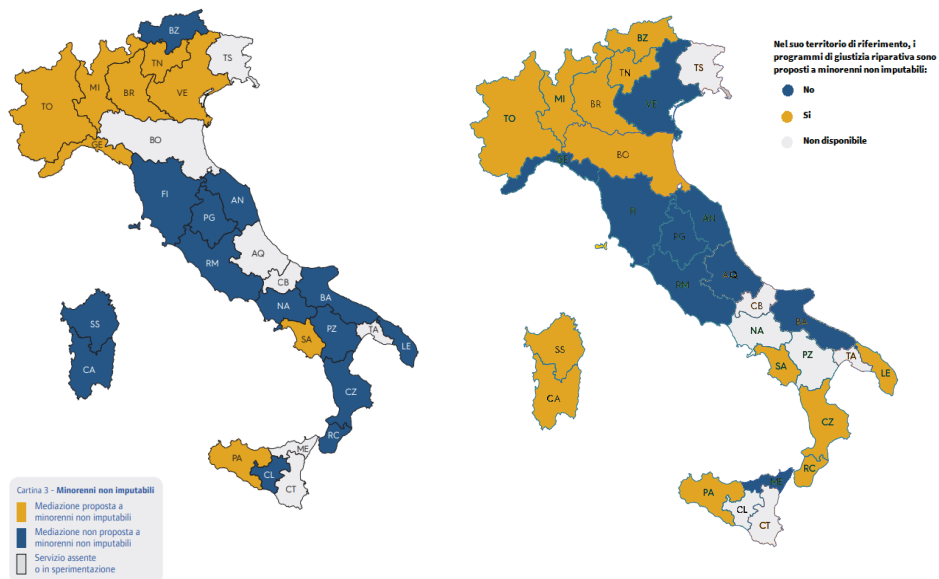 BZ
TS
TN
MI
BR
VE
TO
BO
GE
FI
AN
PG
AQ
RM
CB
BA
NA
SS
PZ
TA
SA
LE
CA
CZ
RC
ME
PA
CL
CT
Cartina 3 - Minorenni non imputabili
Mediazione proposta a
minorenni non imputabili
Mediazione non proposta a
minorenni non imputabili
Servizio assente
o in sperimentazione
BZ
TS
TN
MI
BR
VE
TO
BO
GE
FI
AN
PG
RM
CB
BA
NA
SS
PZ
TA
SA
LE
CA
CZ
RC
ME
PA
CL
CT
Nel suo territorio di riferimento, i
programmi di giustizia riparativa sono
proposti a minorenni non imputabili:
No
Si
Non disponibile